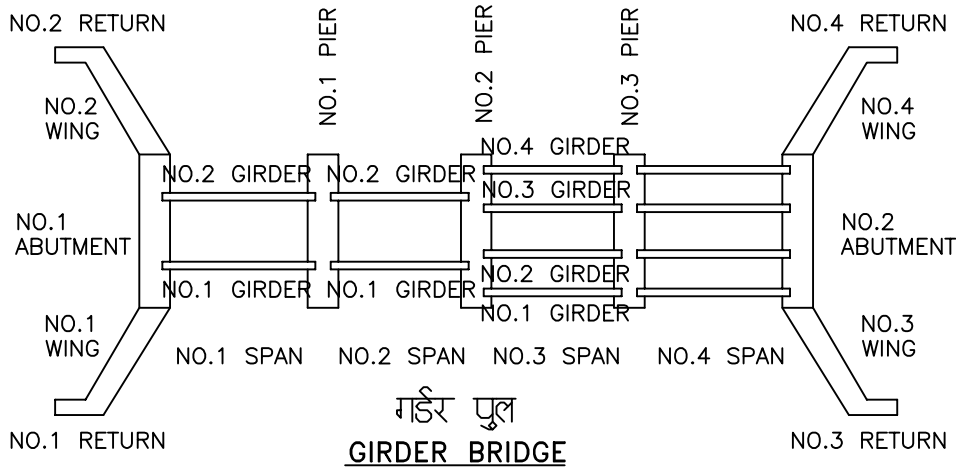 NO.2 RETURN
NO.1 PIER
NO.2 PIER
NO.3 PIER
NO.4 RETURN
NO.2
WING
NO.4
WING
NO.2 GIRDER
NO.2 GIRDER
NO.4 GIRDER
NO.3 GIRDER
NO.1
ABUTMENT
NO.2
ABUTMENT
NO.1 GIRDER
NO.1 GIRDER
NO.2 GIRDER
NO.1 GIRDER
NO.1
WING
NO.3
WING
NO.1 SPAN
NO.2 SPAN
NO.3 SPAN
NO.4 SPAN
NO.1 RETURN
NO.3 RETURN
गर्डर पुल
GIRDER BRIDGE